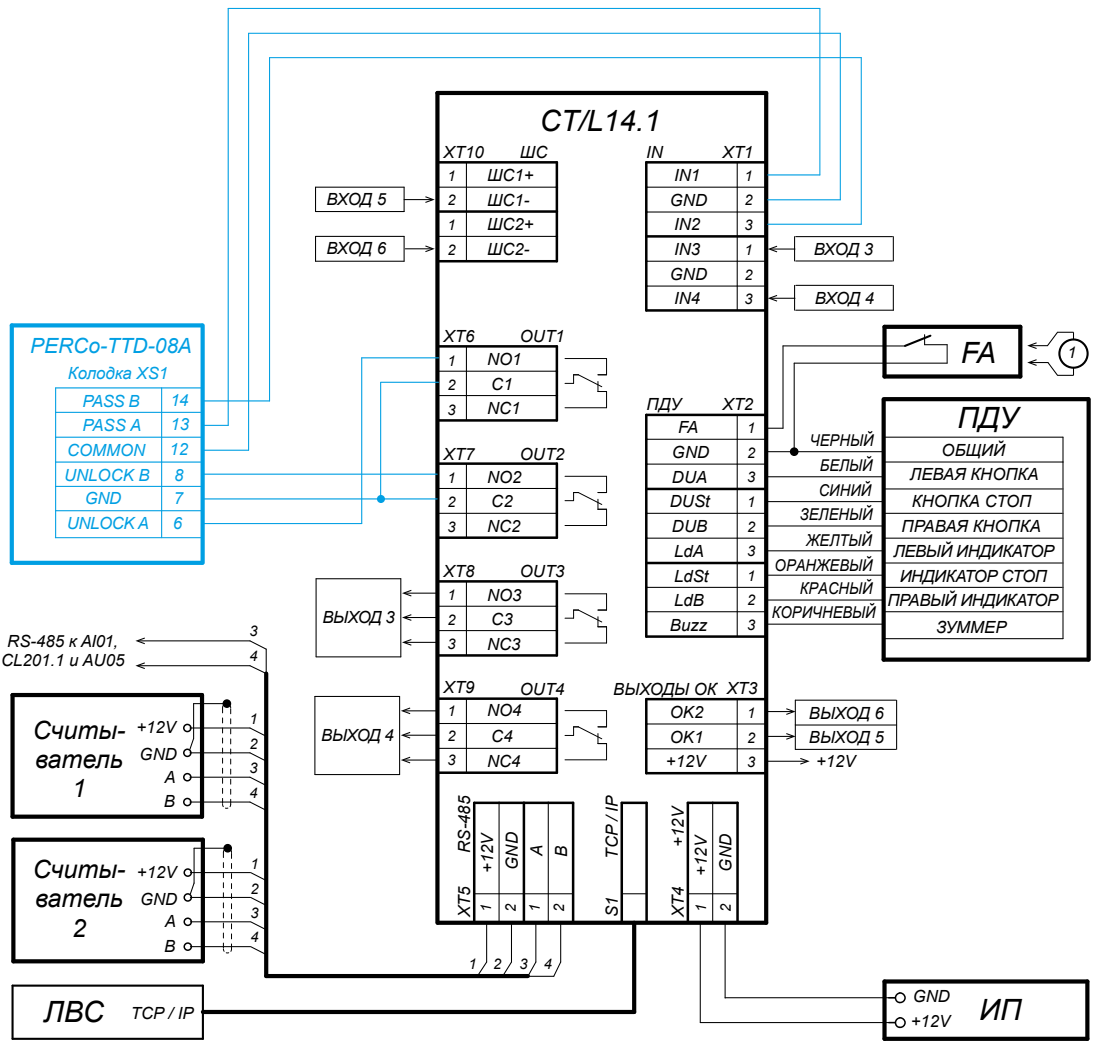 CT/L14.1
XT10 ШС
1 ШС1+
2 ШС1-
1 ШС2+
2 ШС2-
ВХОД 5
ВХОД 6
IN XT1
IN1 1
GND 2
IN2 3
IN3 1
GND 2
IN4 3
ВХОД 3
ВХОД 4
PERCo-TTD-08A
Колодка XS1
PASS B 14
PASS A 13
COMMON 12
UNLOCK B 8
GND 7
UNLOCK A 6
XT6 OUT1
1 NO1
2 C1
3 NC1
XT7 OUT2
1 NO2
2 C2
3 NC2
XT8 OUT3
1 NO3
2 C3
3 NC3
ВЫХОД 3
XT9 OUT4
1 NO4
2 C4
3 NC4
ВЫХОД 4
FA
1
ПДУ XT2
FA 1
GND 2
DUA 3
DUSt 1
DUB 2
LdA 3
LdSt 1
LdB 2
Buzz 3
ЧЕРНЫЙ
БЕЛЫЙ
СИНИЙ
ЗЕЛЕНЫЙ
ЖЕЛТЫЙ
ОРАНЖЕВЫЙ
КРАСНЫЙ
КОРИЧНЕВЫЙ
ПДУ
ОБЩИЙ
ЛЕВАЯ КНОПКА
КНОПКА СТОП
ПРАВАЯ КНОПКА
ЛЕВЫЙ ИНДИКАТОР
ИНДИКАТОР СТОП
ПРАВЫЙ ИНДИКАТОР
ЗУММЕР
ВЫХОДЫ ОК XT3
OK2 1
OK1 2
+12V 3
ВЫХОД 6
ВЫХОД 5
+12V
RS-485 к AI01,
CL201.1 и AU05
3
4
Считы-
ватель
1
+12V 1
GND 2
A 3
B 4
Считы-
ватель
2
+12V 1
GND 2
A 3
B 4
XT5 RS-485
1 +12V
2 GND
1 A
2 B
1 2 3 4
S1 TCP / IP
XT4 +12V
1 +12V
2 GND
ЛВС TCP / IP
GND
+12V
ИП